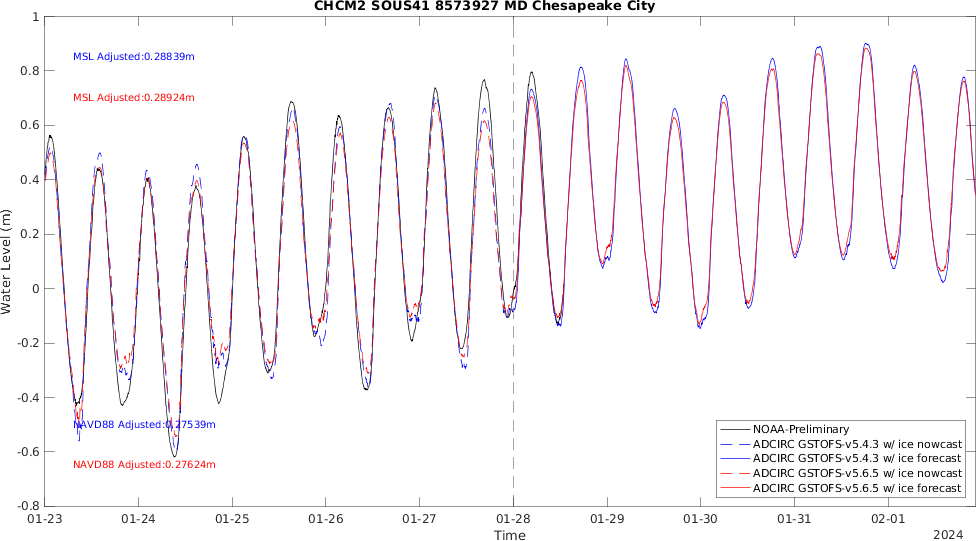 CHCM2 SOUS41 8573927 MD Chesapeake City
1
0.8
0.6
0.4
0.2
0
-0.2
-0.4
-0.6
-0.8
Water Level (m)
MSL Adjusted:0.28839m
MSL Adjusted:0.28924m
NAVD88 Adjusted:0.27539m
NAVD88 Adjusted:0.27624m
NOAA-Preliminary
ADCIRC GSTOFS-v5.4.3 w/ ice nowcast
ADCIRC GSTOFS-v5.4.3 w/ ice forecast
ADCIRC GSTOFS-v5.6.5 w/ ice nowcast
ADCIRC GSTOFS-v5.6.5 w/ ice forecast
01-23 01-24 01-25 01-26 01-27 01-28 01-29 01-30 01-31 02-01
Time
2024